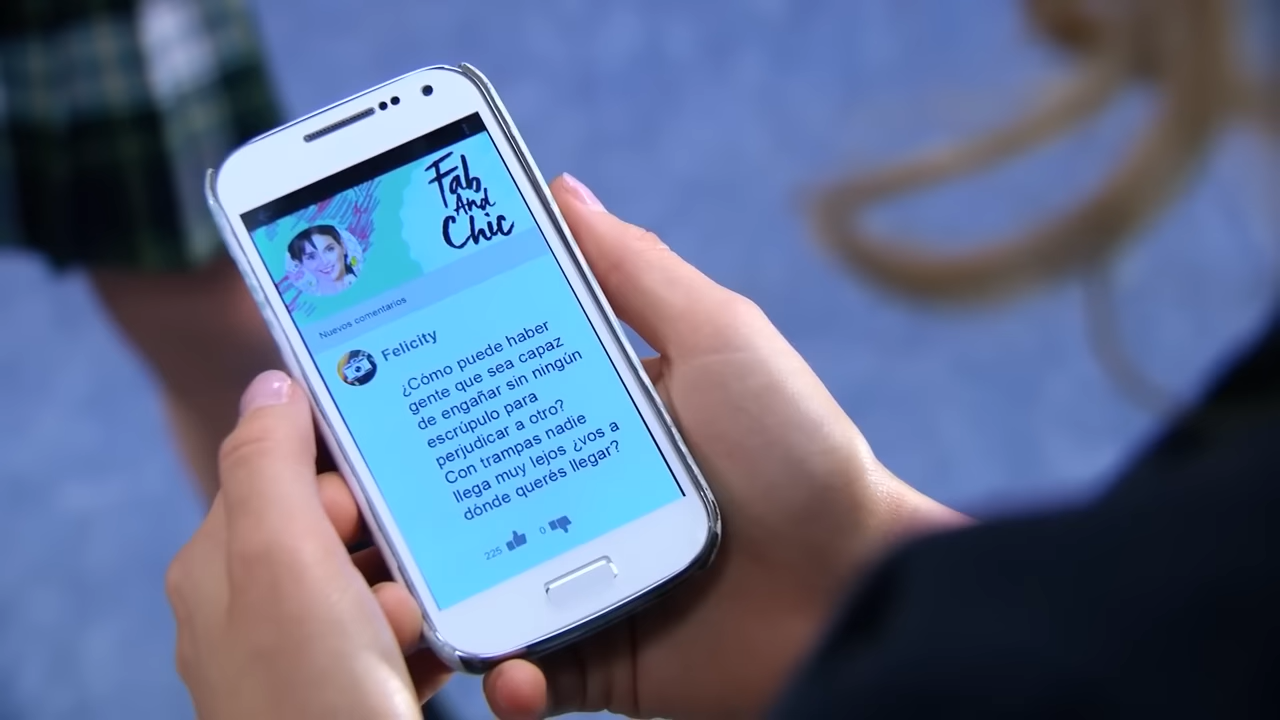 Fab
And
Chic
Nuevos comentarios
Felicity
¿Cómo puede haber
gente que sea capaz
de engañar sin ningún
escrúpulo para
perjudicar a otro?
Con trampas nadie
llega muy lejos ¿vos a
dónde querés llegar?
225 0